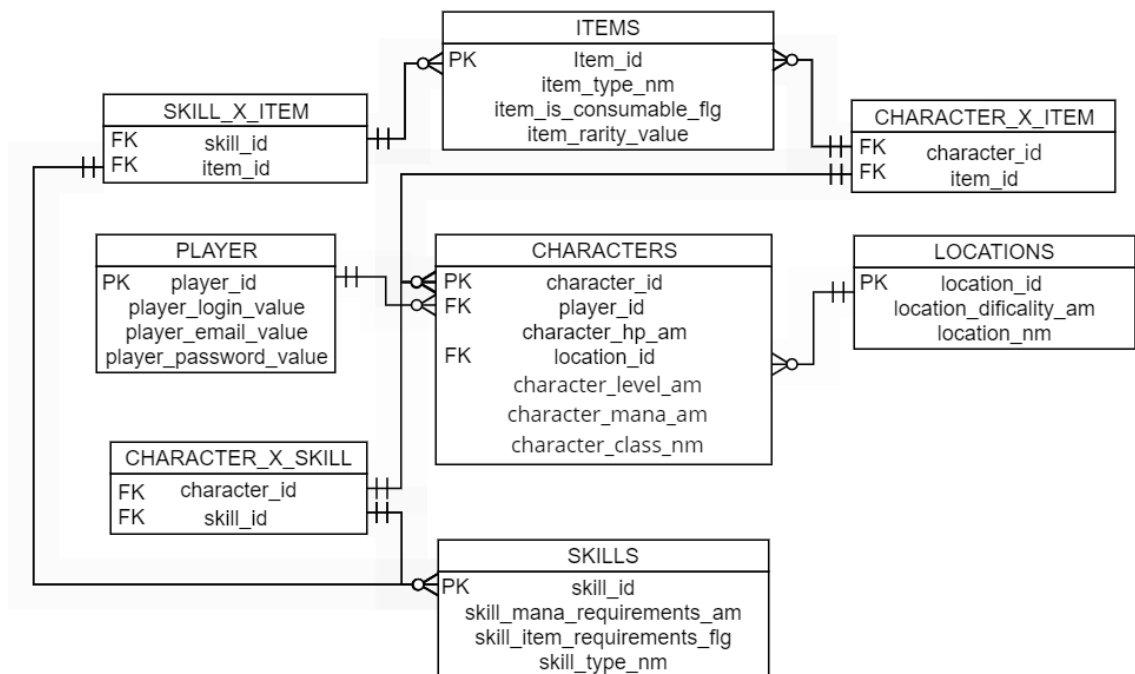 ITEMS
PK Item_id
item_type_nm
item_is_consumable_flg
item_rarity_value
SKILL_X_ITEM
FK skill_id
FK item_id
CHARACTER_X_ITEM
FK character_id
FK item_id
PLAYER
PK player_id
player_login_value
player_email_value
player_password_value
CHARACTERS
PK character_id
FK player_id
character_hp_am
FK location_id
character_level_am
character_mana_am
character_class_nm
LOCATIONS
PK location_id
location_dificality_am
location_nm
CHARACTER_X_SKILL
FK character_id
FK skill_id
SKILLS
PK skill_id
skill_mana_requirements_am
skill_item_requirements_flg
skill_type_nm